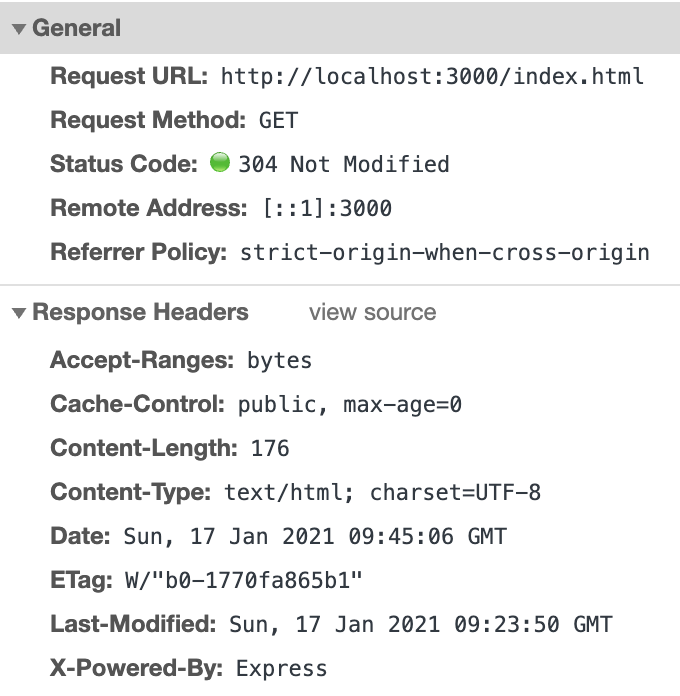 General
Request URL: http://localhost:3000/index.html
Request Method: GET
Status Code: 304 Not Modified
Remote Address: [::1]:3000
Referrer Policy: strict-origin-when-cross-origin
Response Headers view source
Accept-Ranges: bytes
Cache-Control: public, max-age=0
Content-Length: 176
Content-Type: text/html; charset=UTF-8
Date: Sun, 17 Jan 2021 09:45:06 GMT
ETag: W/"b0-1770fa865b1"
Last-Modified: Sun, 17 Jan 2021 09:23:50 GMT
X-Powered-By: Express